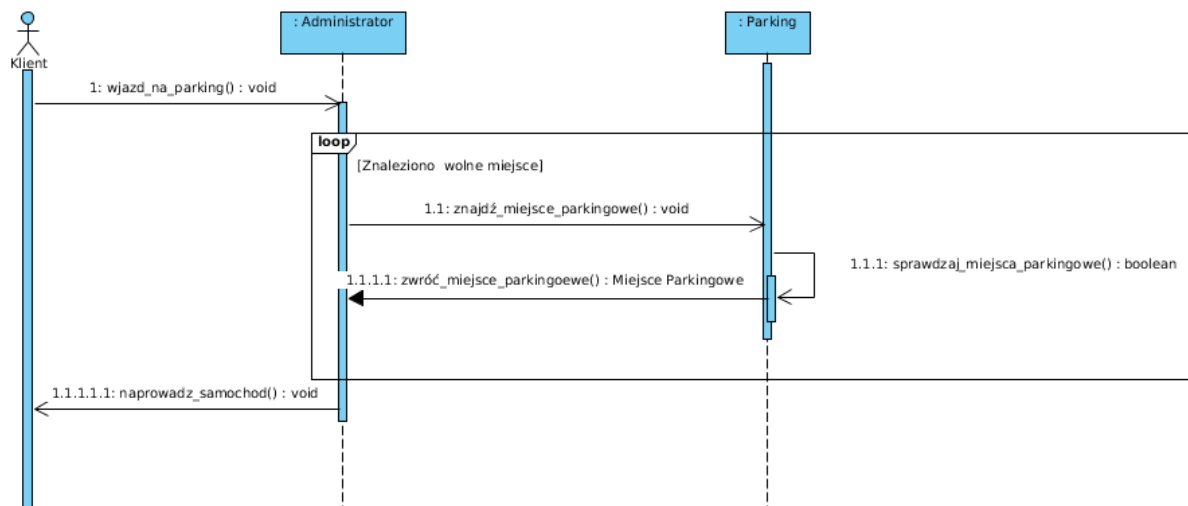 : Administrator
: Parking
Klient
1: wjazd_na_parking() : void
loop
[Znaleziono wolne miejsce]
1.1: znajdź_miejsce_parkingowe() : void
1.1.1: sprawdzaj_miejsca_parkingowe() : boolean
1.1.1.1: zwróć_miejsce_parkingoewe() : Miejsce Parkingowe
1.1.1.1.1: naprowadz_samochod() : void